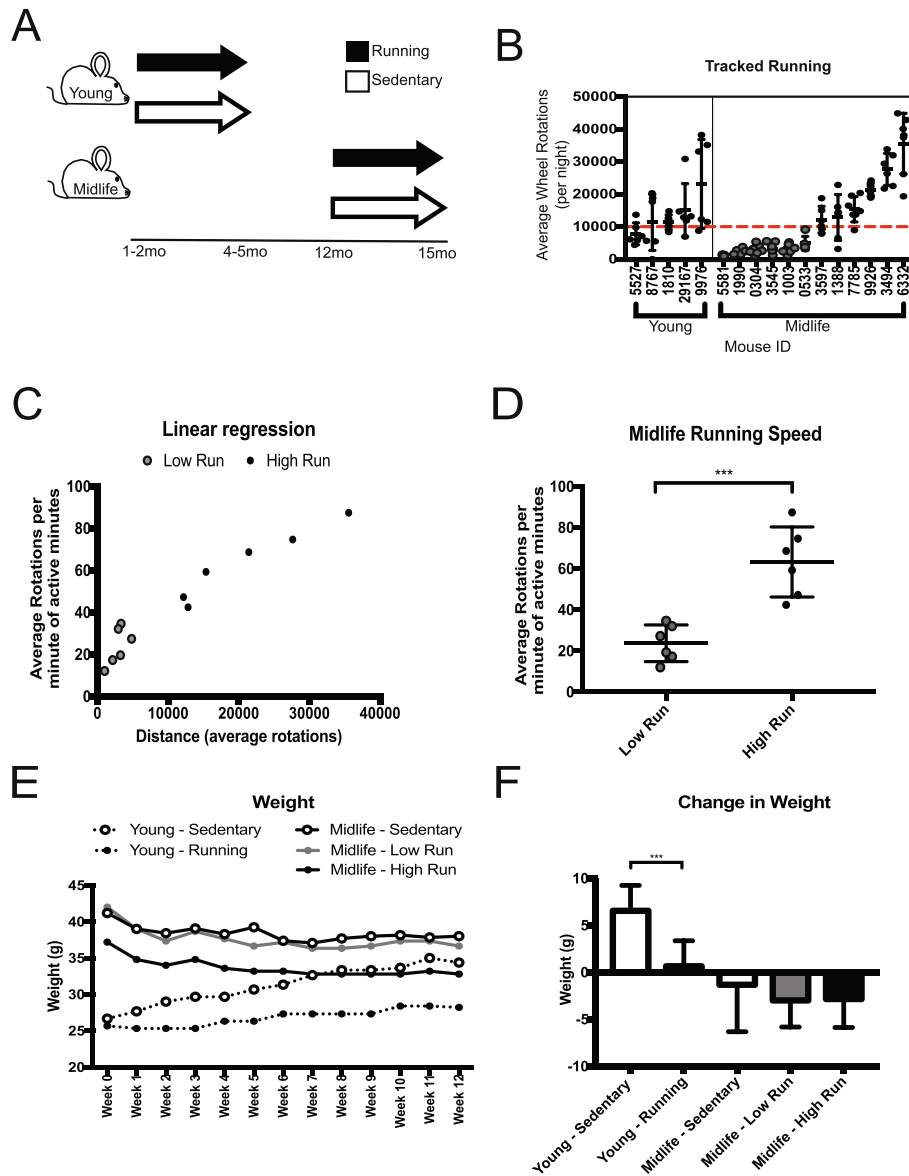 A
Young
Midlife
Running
Sedentary
1-2mo
4-5mo
12mo
15mo
B
Tracked Running
Average Wheel Rotations
(per night)
50000
40000
30000
20000
10000
0
5527
8767
1810
29167
9976
5581
1990
0304
3545
1003
0533
3597
1388
7785
9926
3494
6332
Young
Midlife
Mouse ID
C
Linear regression
Low Run
High Run
Average Rotations per
minute of active minutes
100
80
60
40
20
0
0
10000
20000
30000
40000
Distance (average rotations)
D
Midlife Running Speed
***
Average Rotations per
minute of active minutes
100
80
60
40
20
0
Low Run
High Run
E
Weight
Young - Sedentary
Young - Running
Midlife - Sedentary
Midlife - Low Run
Midlife - High Run
Weight (g)
45
40
35
30
25
20
Week 0
Week 1
Week 2
Week 3
Week 4
Week 5
Week 6
Week 7
Week 8
Week 9
Week 10
Week 11
Week 12
F
Change in Weight
***
Weight (g)
10
5
0
-5
-10
Young - Sedentary
Young - Running
Midlife - Sedentary
Midlife - Low Run
Midlife - High Run